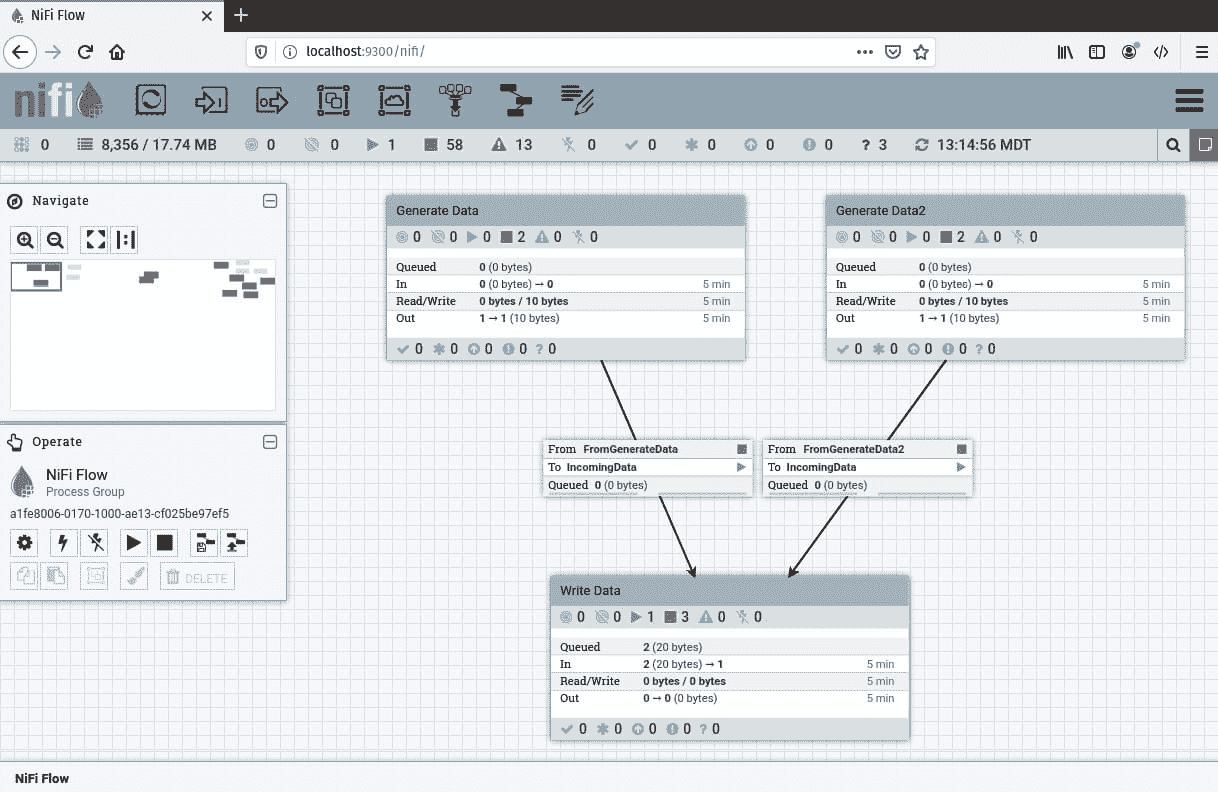 NiFi Flow
localhost:9300/nifi/
nifi
0 8,356 / 17.74 MB 0 0 1 58 13 0 0 0 0 0 ? 3 13:14:56 MDT
Navigate
Operate
NiFi Flow
Process Group
a1fe8006-0170-1000-ae13-cf025be97ef5
DELETE
Generate Data
0 0 0 2 0 0
Queued 0 (0 bytes)
In 0 (0 bytes) → 0 5 min
Read/Write 0 bytes / 10 bytes 5 min
Out 1 → 1 (10 bytes) 5 min
0 0 0 0 ? 0
Generate Data2
0 0 0 2 0 0
Queued 0 (0 bytes)
In 0 (0 bytes) → 0 5 min
Read/Write 0 bytes / 10 bytes 5 min
Out 1 → 1 (10 bytes) 5 min
0 0 0 0 ? 0
From FromGenerateData
To IncomingData
Queued 0 (0 bytes)
From FromGenerateData2
To IncomingData
Queued 0 (0 bytes)
Write Data
0 0 1 3 0 0
Queued 2 (20 bytes)
In 2 (20 bytes) → 1 5 min
Read/Write 0 bytes / 0 bytes 5 min
Out 0 → 0 (0 bytes) 5 min
0 0 0 0 ? 0
NiFi Flow